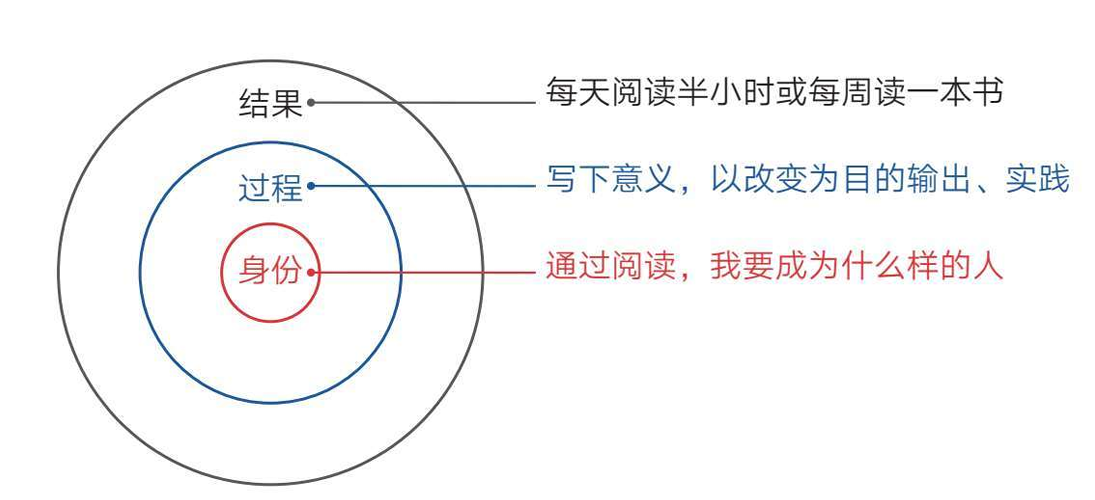 结果
每天阅读半小时或每周读一本书
过程
写下意义，以改变为目的输出、实践
身份
通过阅读，我要成为什么样的人